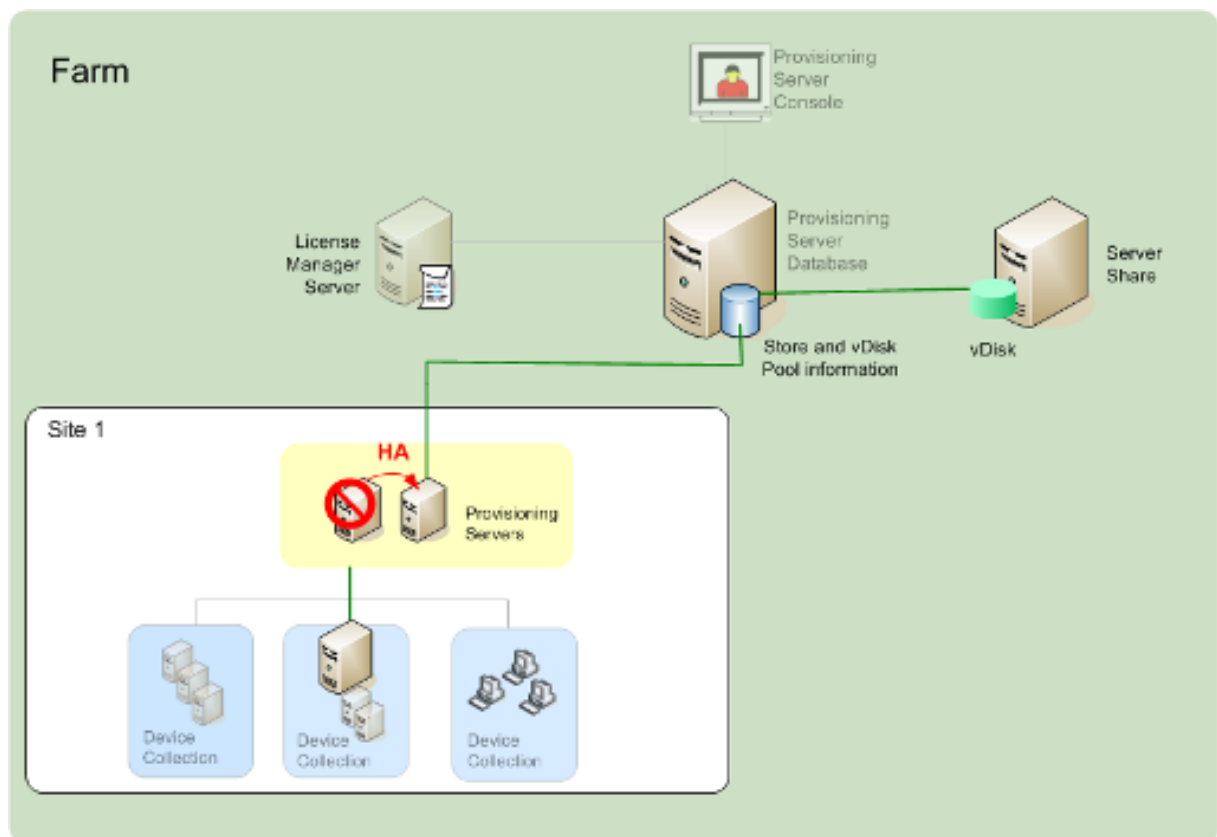 Farm
Provisioning
Server
Console
License
Manager
Server
Provisioning
Server
Database
Server
Share
Store and vDisk
Pool information
vDisk
Site 1
HA
Provisioning
Servers
Device
Collection
Device
Collection
Device
Collection